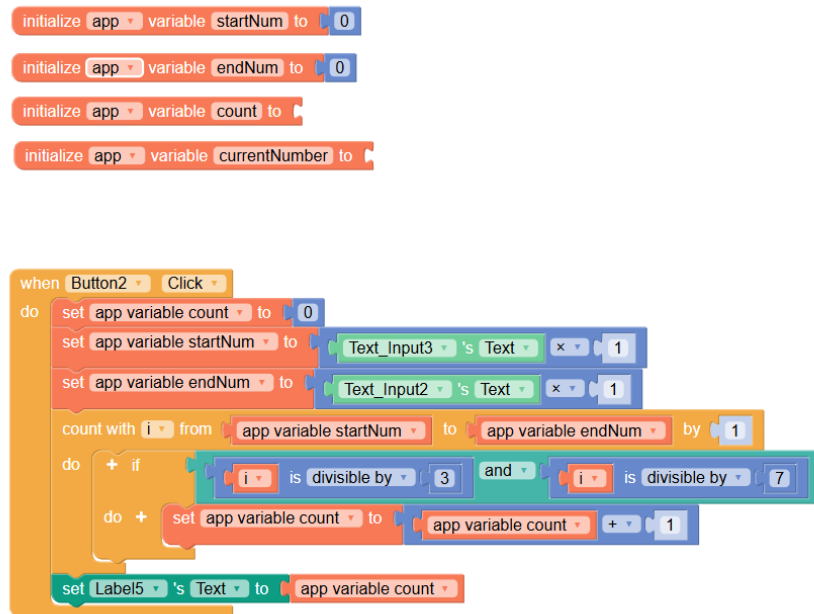 initialize app variable startNum to 0
initialize app variable endNum to 0
initialize app variable count to
initialize app variable currentNumber to
when Button2 Click
do set app variable count to 0
set app variable startNum to Text_Input3 's Text × 1
set app variable endNum to Text_Input2 's Text × 1
count with i from app variable startNum to app variable endNum by 1
do + if i is divisible by 3 and i is divisible by 7
do + set app variable count to app variable count + 1
set Label5 's Text to app variable count